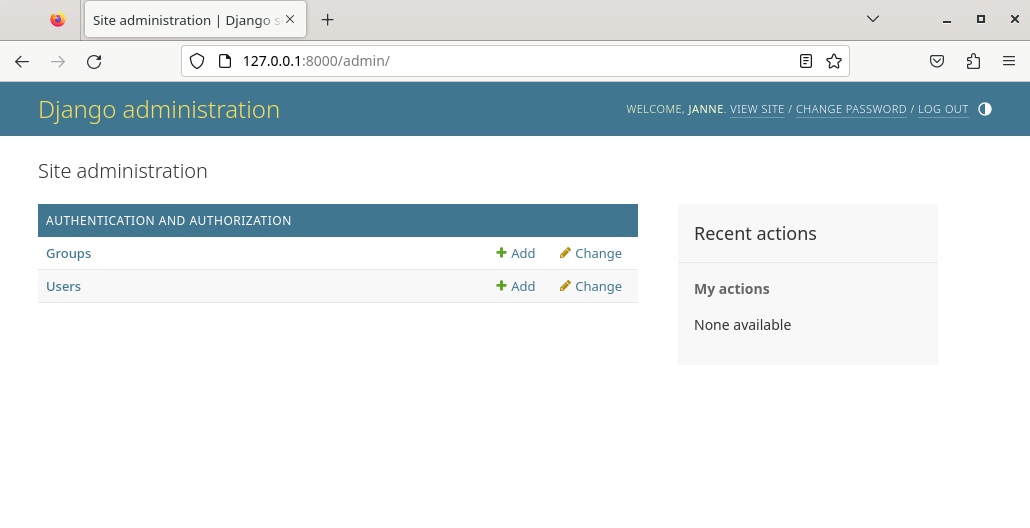 Site administration | Django s
127.0.0.1:8000/admin/
Django administration
WELCOME, JANNE. VIEW SITE / CHANGE PASSWORD / LOG OUT
Site administration
AUTHENTICATION AND AUTHORIZATION
Groups Add Change
Users Add Change
Recent actions
My actions
None available